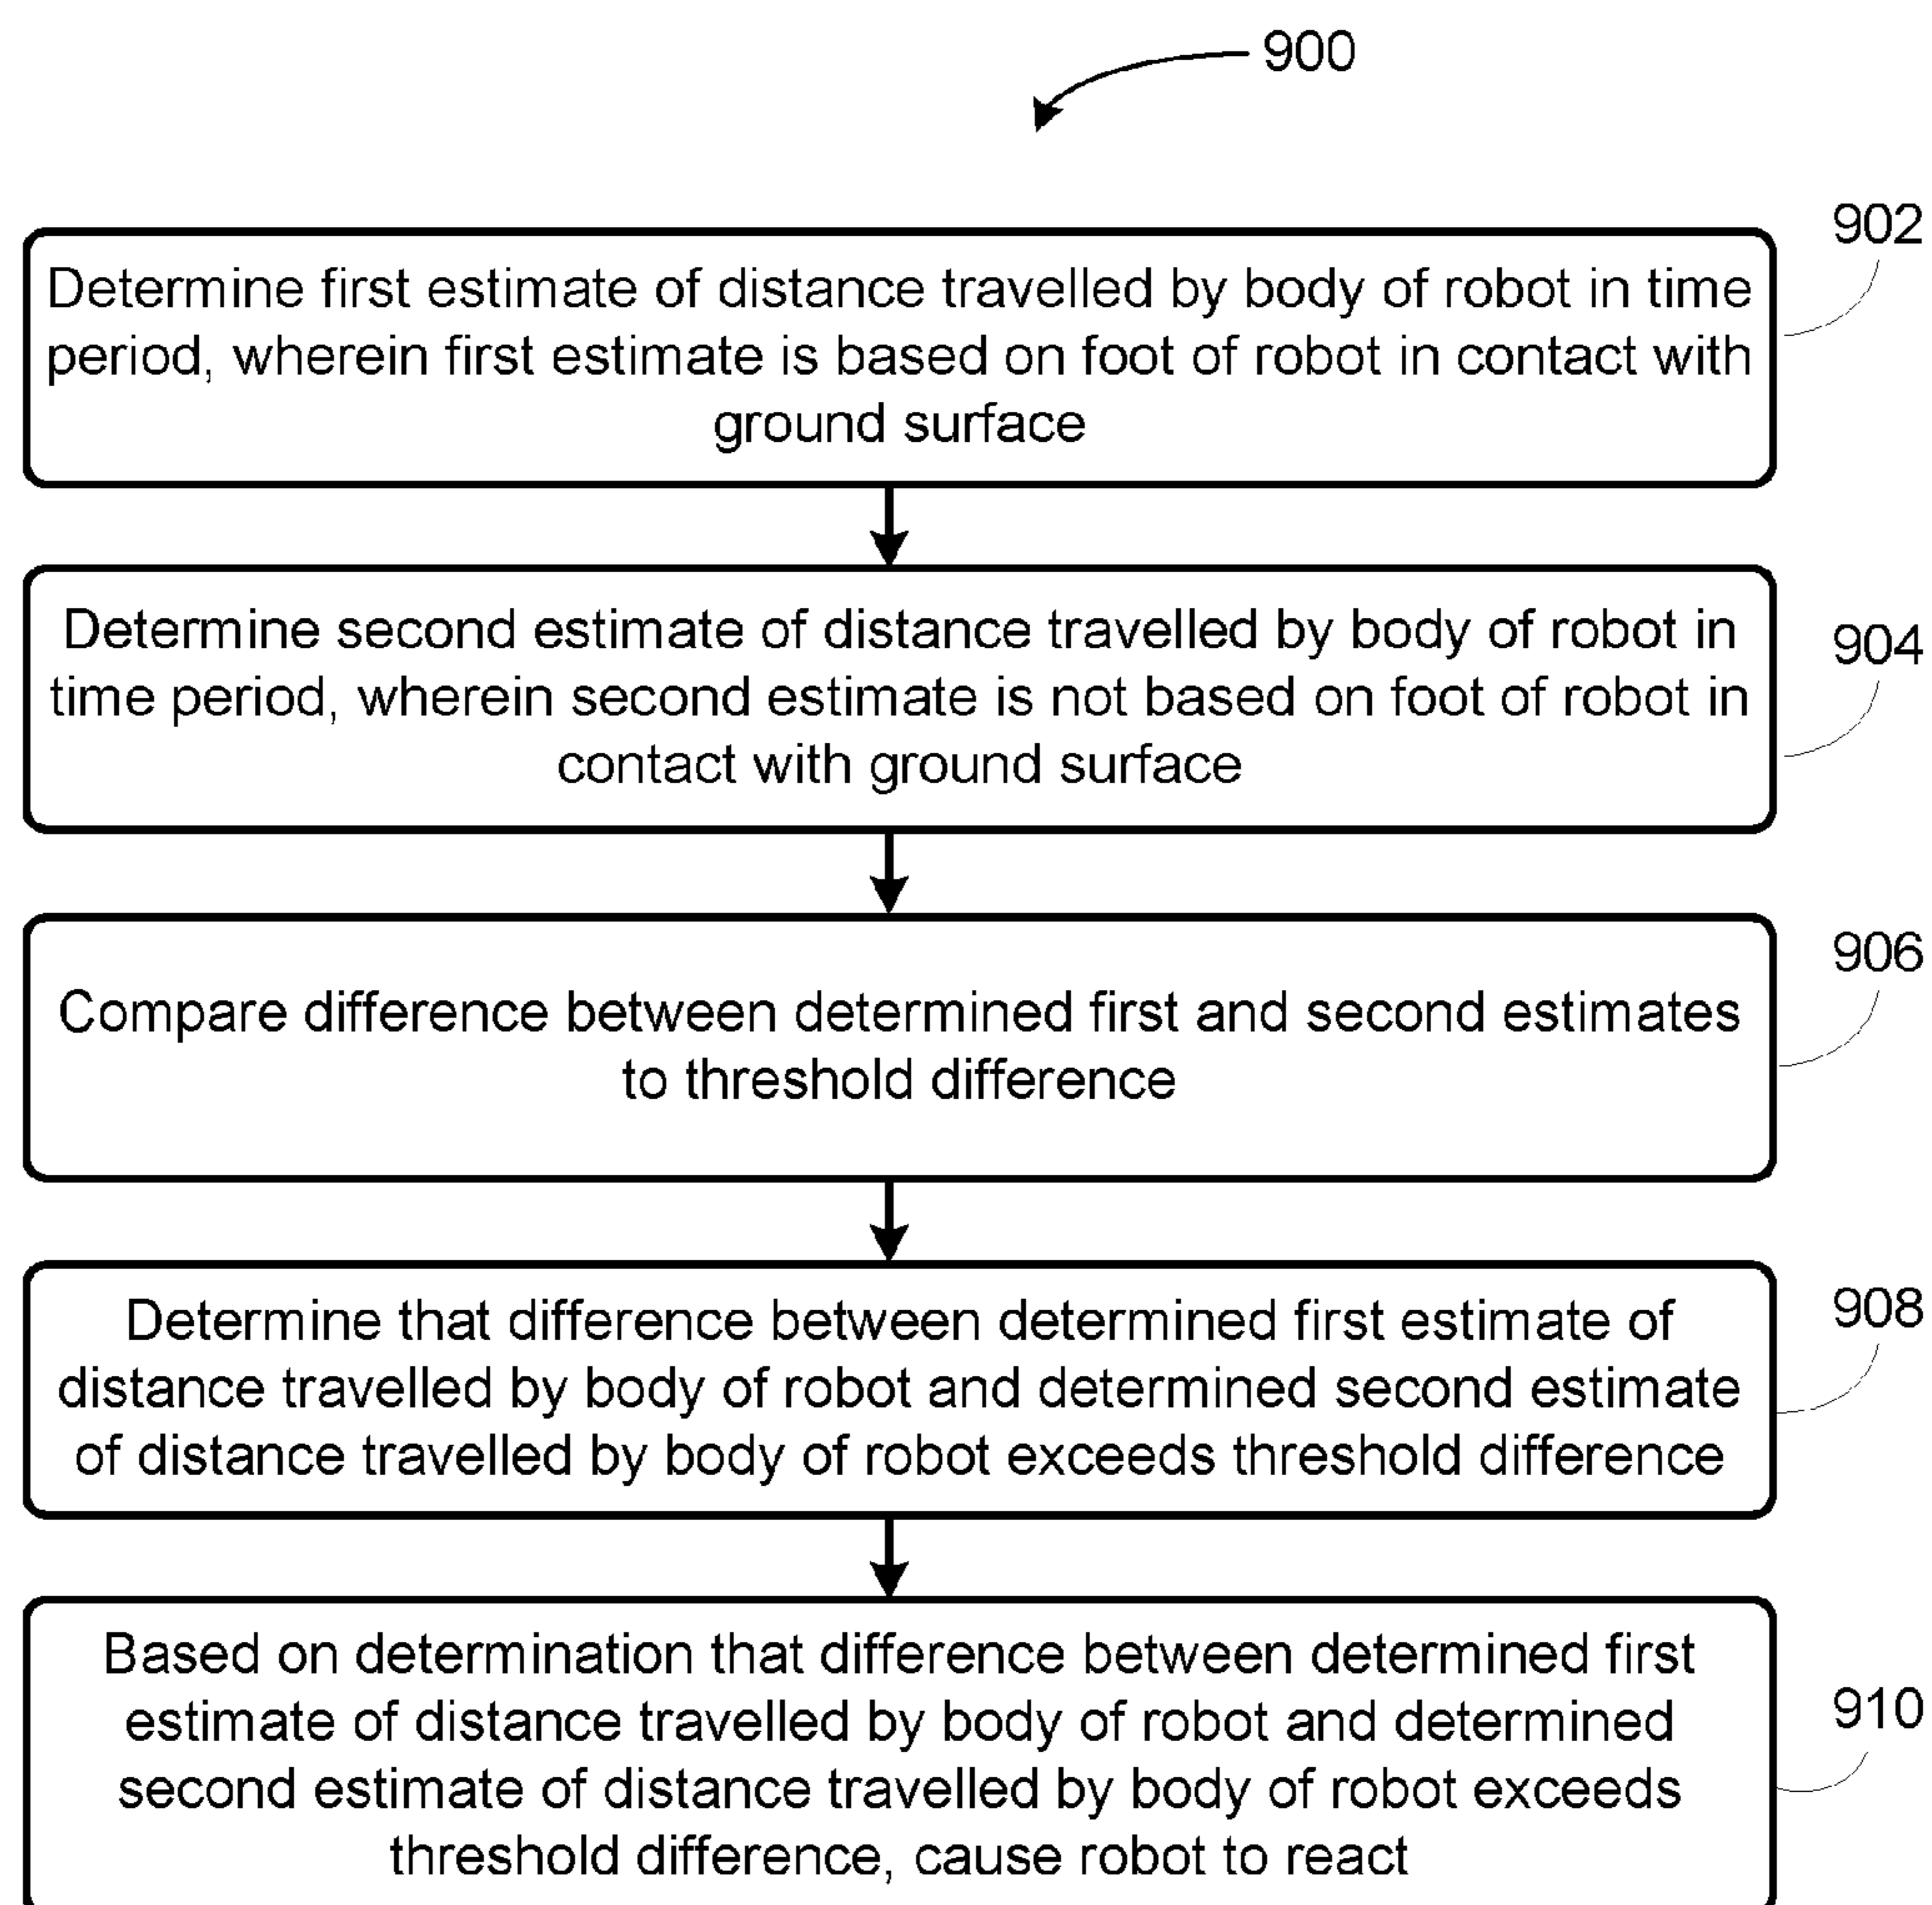 900
902
Determine first estimate of distance travelled by body of robot in time
period, wherein first estimate is based on foot of robot in contact with
ground surface
904
Determine second estimate of distance travelled by body of robot in
time period, wherein second estimate is not based on foot of robot in
contact with ground surface
906
Compare difference between determined first and second estimates
to threshold difference
908
Determine that difference between determined first estimate of
distance travelled by body of robot and determined second estimate
of distance travelled by body of robot exceeds threshold difference
910
Based on determination that difference between determined first
estimate of distance travelled by body of robot and determined
second estimate of distance travelled by body of robot exceeds
threshold difference, cause robot to react